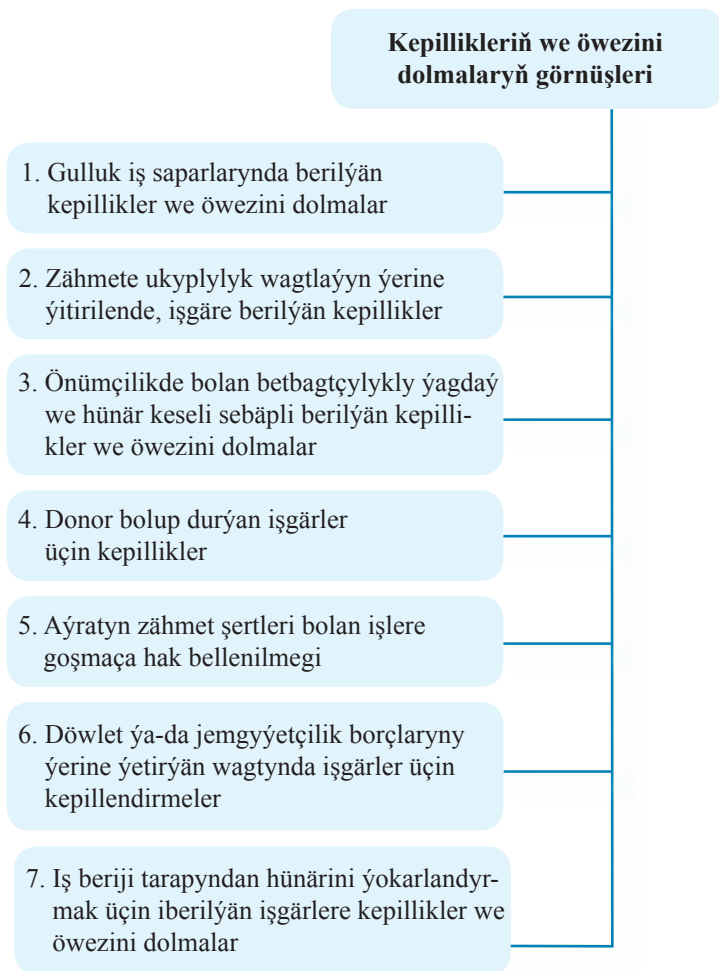 Kepillikleriň we öwezini
dolmalaryň görnüşleri
1. Gulluk iş saparlarynda berilýän
kepillikler we öwezini dolmalar
2. Zähmete ukyplylyk wagtlaýyn ýerine
ýitirilende, işgäre berilýän kepillikler
3. Önümçilikde bolan betbagtçylykly ýagdaý
we hünär keseli sebäpli berilýän kepilli-
kler we öwezini dolmalar
4. Donor bolup durýan işgärler
üçin kepillikler
5. Aýratyn zähmet şertleri bolan işlere
goşmaça hak bellenilmegi
6. Döwlet ýa-da jemgyýetçilik borçlaryny
ýerine ýetirýän wagtynda işgärler üçin
kepillendirmeler
7. Iş beriji tarapyndan hünärini ýokarlandyr-
mak üçin iberilýän işgärlere kepillikler we
öwezini dolmalar